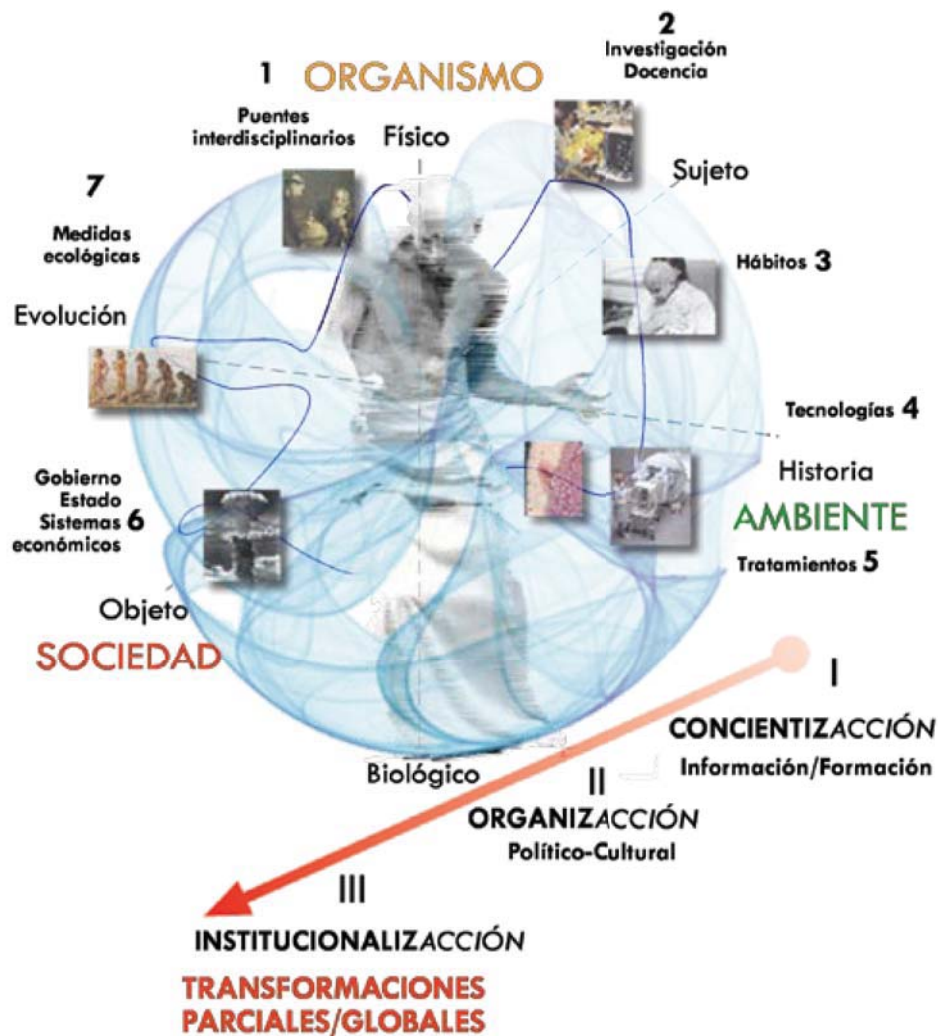 1
ORGANISMO
2
Investigación
Docencia
Puentes
interdisciplinarios
Físico
Sujeto
7
Medidas
ecológicas
Hábitos 3
Evolución
Tecnologías 4
Historia
AMBIENTE
Tratamientos 5
Gobierno
Estado
Sistemas 6
económicos
Objeto
SOCIEDAD
Biológico
I
CONCIENTIZACCIÓN
Información/Formación
II
ORGANIZACCIÓN
Político-Cultural
III
INSTITUCIONALIZACCIÓN
TRANSFORMACIONES
PARCIALES/GLOBALES